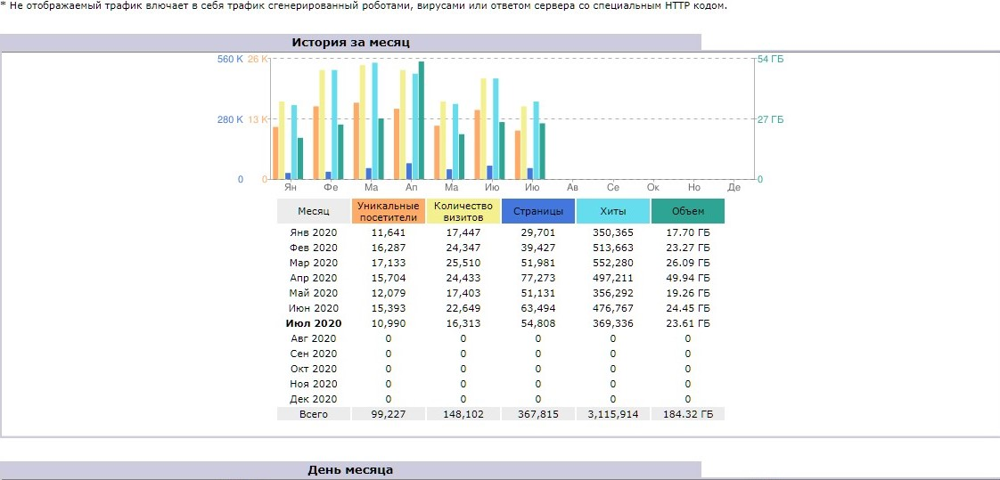 * Не отображаемый трафик влючает в себя трафик сгенерированный роботами, вирусами или ответом сервера со специальным HTTP кодом.
История за месяц
560 K 26 K 54 ГБ
280 K 13 K 27 ГБ
0 0 0
Ян Фе Ма Ап Ма Ию Ию Ав Се Ок Но Де
Месяц Уникальные посетители Количество визитов Страницы Хиты Объем
Янв 2020 11,641 17,447 29,701 350,365 17.70 ГБ
Фев 2020 16,287 24,347 39,427 513,663 23.27 ГБ
Мар 2020 17,133 25,510 51,981 552,280 26.09 ГБ
Апр 2020 15,704 24,433 77,273 497,211 49.94 ГБ
Май 2020 12,079 17,403 51,131 356,292 19.26 ГБ
Июн 2020 15,393 22,649 63,494 476,767 24.45 ГБ
Июл 2020 10,990 16,313 54,808 369,336 23.61 ГБ
Авг 2020 0 0 0 0 0
Сен 2020 0 0 0 0 0
Окт 2020 0 0 0 0 0
Ноя 2020 0 0 0 0 0
Дек 2020 0 0 0 0 0
Всего 99,227 148,102 367,815 3,115,914 184.32 ГБ
День месяца